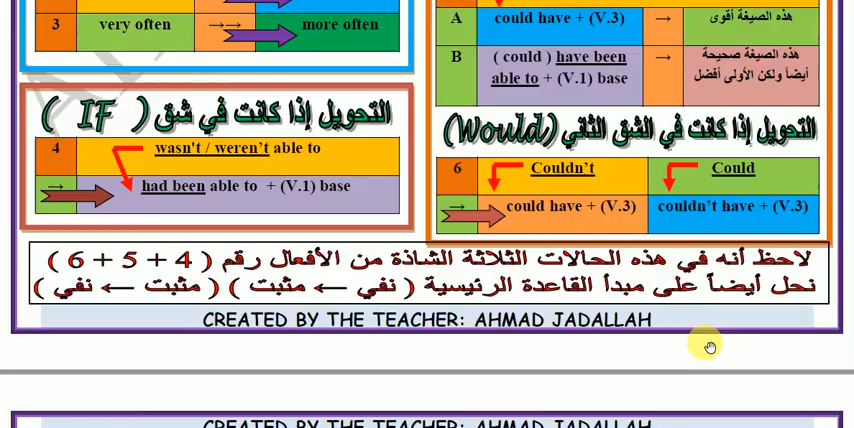 3 very often →→ more often
A could have + (V.3) → هذه الصيغة أقوى
B ( could ) have been able to + (V.1) base → هذه الصيغة صحيحة أيضاً ولكن الأولى أفضل
التحويل إذا كانت في شق ( IF )
4 wasn't / weren't able to
→ had been able to + (V.1) base
التحويل إذا كانت في الشق الثاني (Would)
6 Couldn't Could
→ could have + (V.3) couldn't have + (V.3)
لاحظ أنه في هذه الحالات الثلاثة الشاذة من الأفعال رقم ( 4 + 5 + 6 )
نحل أيضاً على مبدأ القاعدة الرئيسية ( نفي ← مثبت ) ( مثبت ← نفي )
CREATED BY THE TEACHER: AHMAD JADALLAH
CREATED BY THE TEACHER: AHMAD JADALLAH